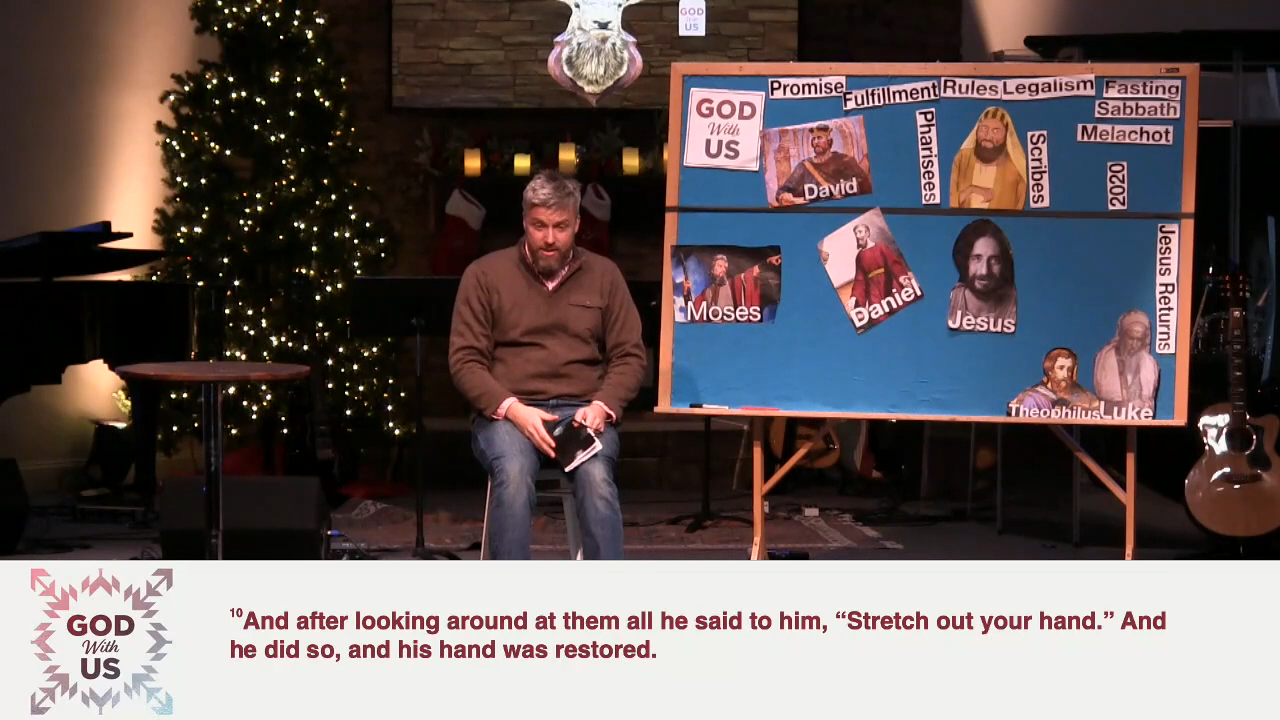 GOD
US
GOD
With
US
Promise
Fulfillment
Rules
Legalism
Fasting
Sabbath
Melachot
Pharisees
Scribes
2020
David
Moses
Daniel
Jesus
Jesus Returns
Theophilus
Luke
GOD
With
US
10And after looking around at them all he said to him, “Stretch out your hand.” And
he did so, and his hand was restored.